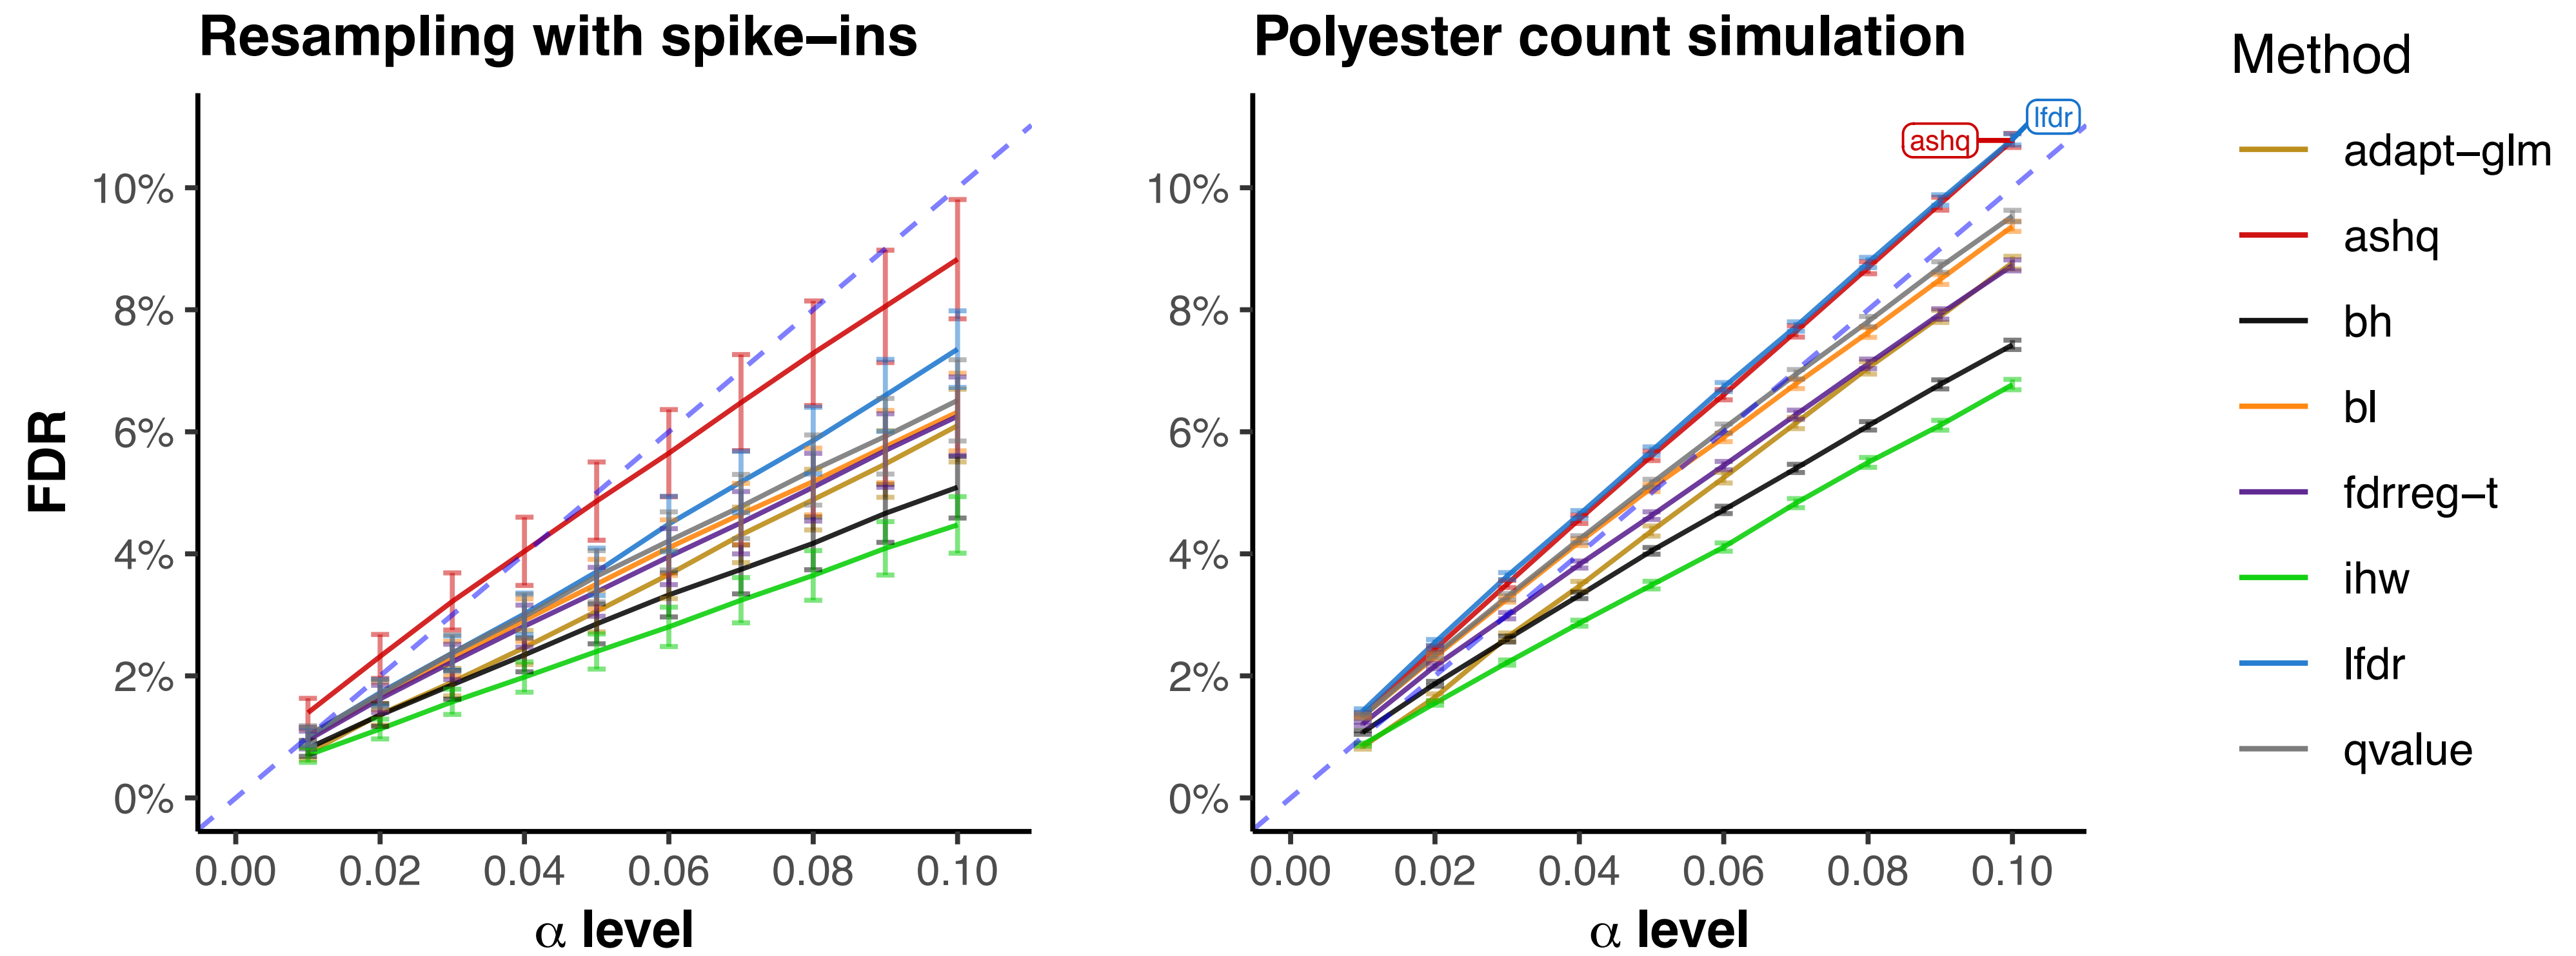 Resampling with spike–ins
Polyester count simulation
Method
FDR
10%
8%
6%
4%
2%
0%
0.00 0.02 0.04 0.06 0.08 0.10
α level
10%
8%
6%
4%
2%
0%
0.00 0.02 0.04 0.06 0.08 0.10
α level
ashq
lfdr
adapt–glm
ashq
bh
bl
fdrreg–t
ihw
lfdr
qvalue